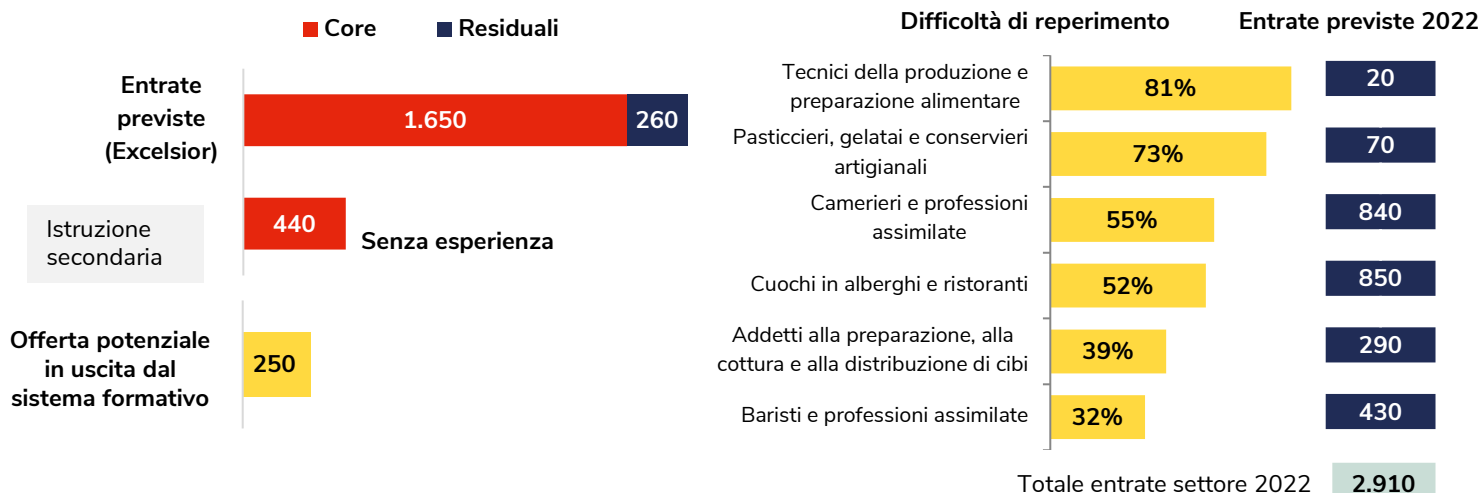 Core
Residuali
Entrate
previste
(Excelsior)
1.650
260
Istruzione
secondaria
440
Senza esperienza
Offerta potenziale
in uscita dal
sistema formativo
250
Difficoltà di reperimento
Entrate previste 2022
Tecnici della produzione e
preparazione alimentare
81%
20
Pasticcieri, gelatai e conservieri
artigianali
73%
70
Camerieri e professioni
assimilate
55%
840
Cuochi in alberghi e ristoranti
52%
850
Addetti alla preparazione, alla
cottura e alla distribuzione di cibi
39%
290
Baristi e professioni assimilate
32%
430
Totale entrate settore 2022
2.910